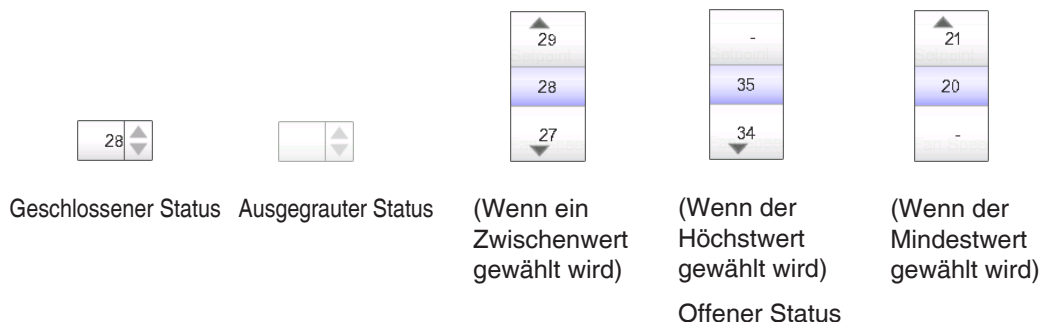 29
28
27
-
35
34
21
20
-
28
Geschlossener Status
Ausgegrauter Status
(Wenn ein
Zwischenwert
gewählt wird)
(Wenn der
Höchstwert
gewählt wird)
(Wenn der
Mindestwert
gewählt wird)
Offener Status